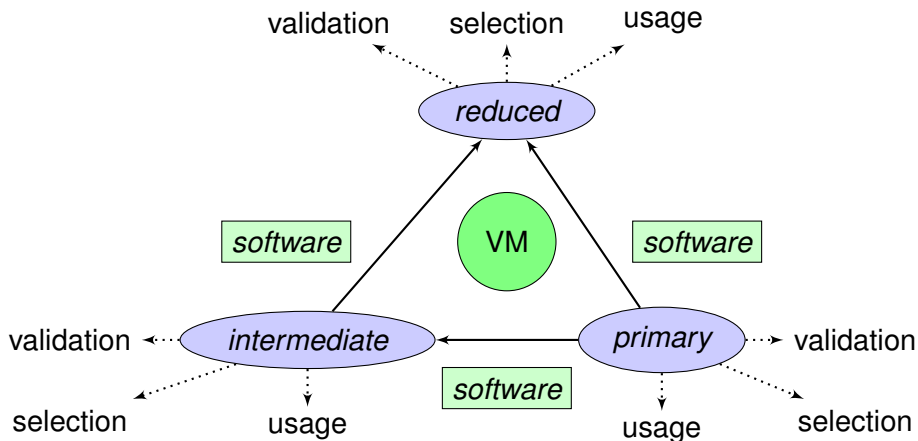 validation selection usage
reduced
VM
software software
validation intermediate primary validation
software
selection usage usage selection